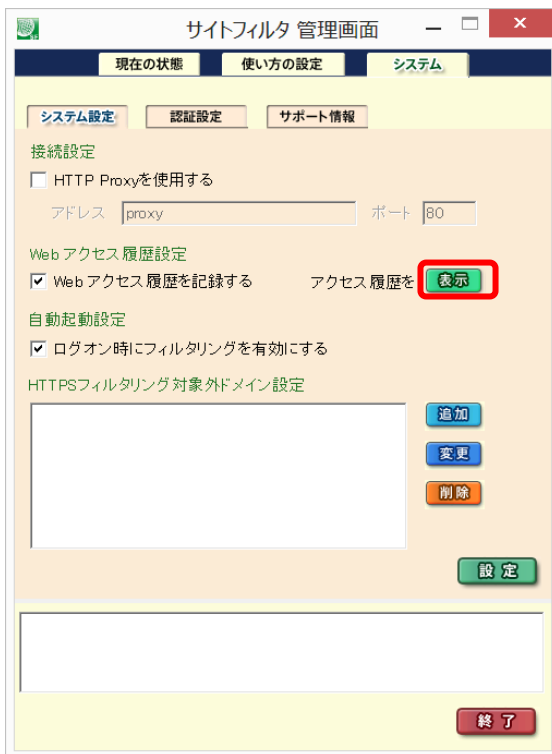 サイトフィルタ 管理画面
現在の状態 使い方の設定 システム
システム設定 認証設定 サポート情報
接続設定
HTTP Proxyを使用する
アドレス proxy ポート 80
Webアクセス履歴設定
Webアクセス履歴を記録する アクセス履歴を 表示
自動起動設定
ログオン時にフィルタリングを有効にする
HTTPSフィルタリング対象外ドメイン設定
追加
変更
削除
設定
終了